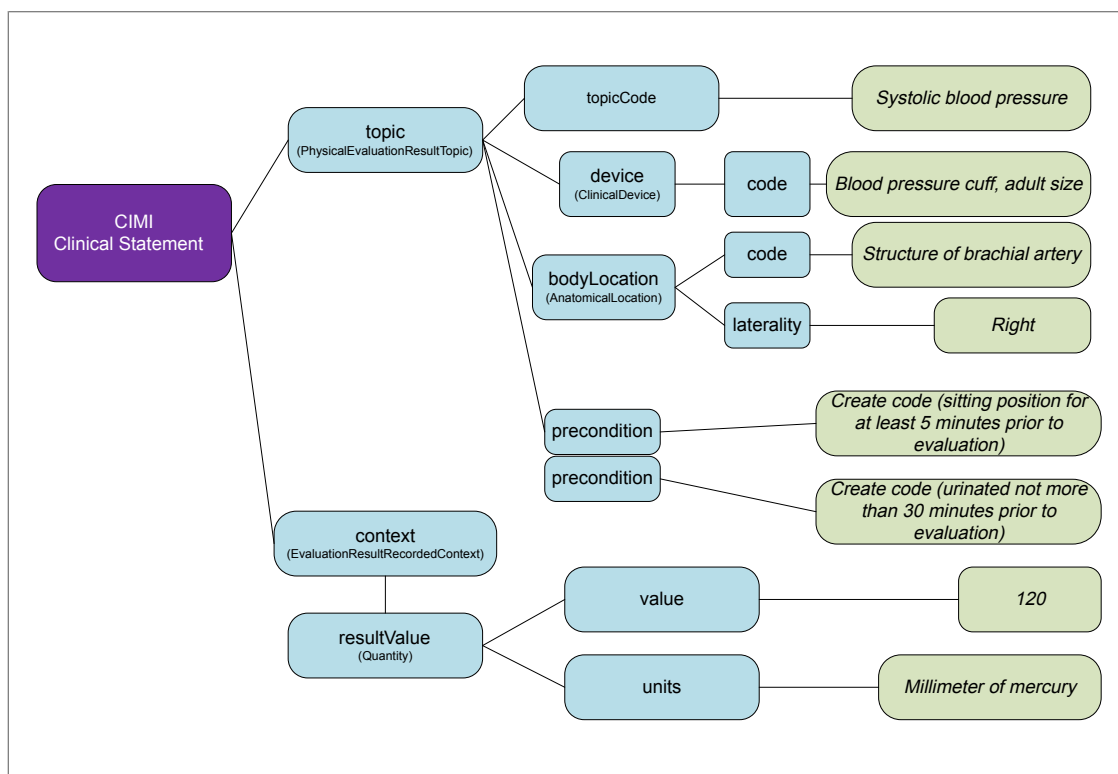 CIMI
Clinical Statement
topic
(PhysicalEvaluationResultTopic)
topicCode
Systolic blood pressure
device
(ClinicalDevice)
code
Blood pressure cuff, adult size
bodyLocation
(AnatomicalLocation)
code
Structure of brachial artery
laterality
Right
precondition
Create code (sitting position for
at least 5 minutes prior to
evaluation)
precondition
Create code (urinated not more
than 30 minutes prior to
evaluation)
context
(EvaluationResultRecordedContext)
resultValue
(Quantity)
value
120
units
Millimeter of mercury